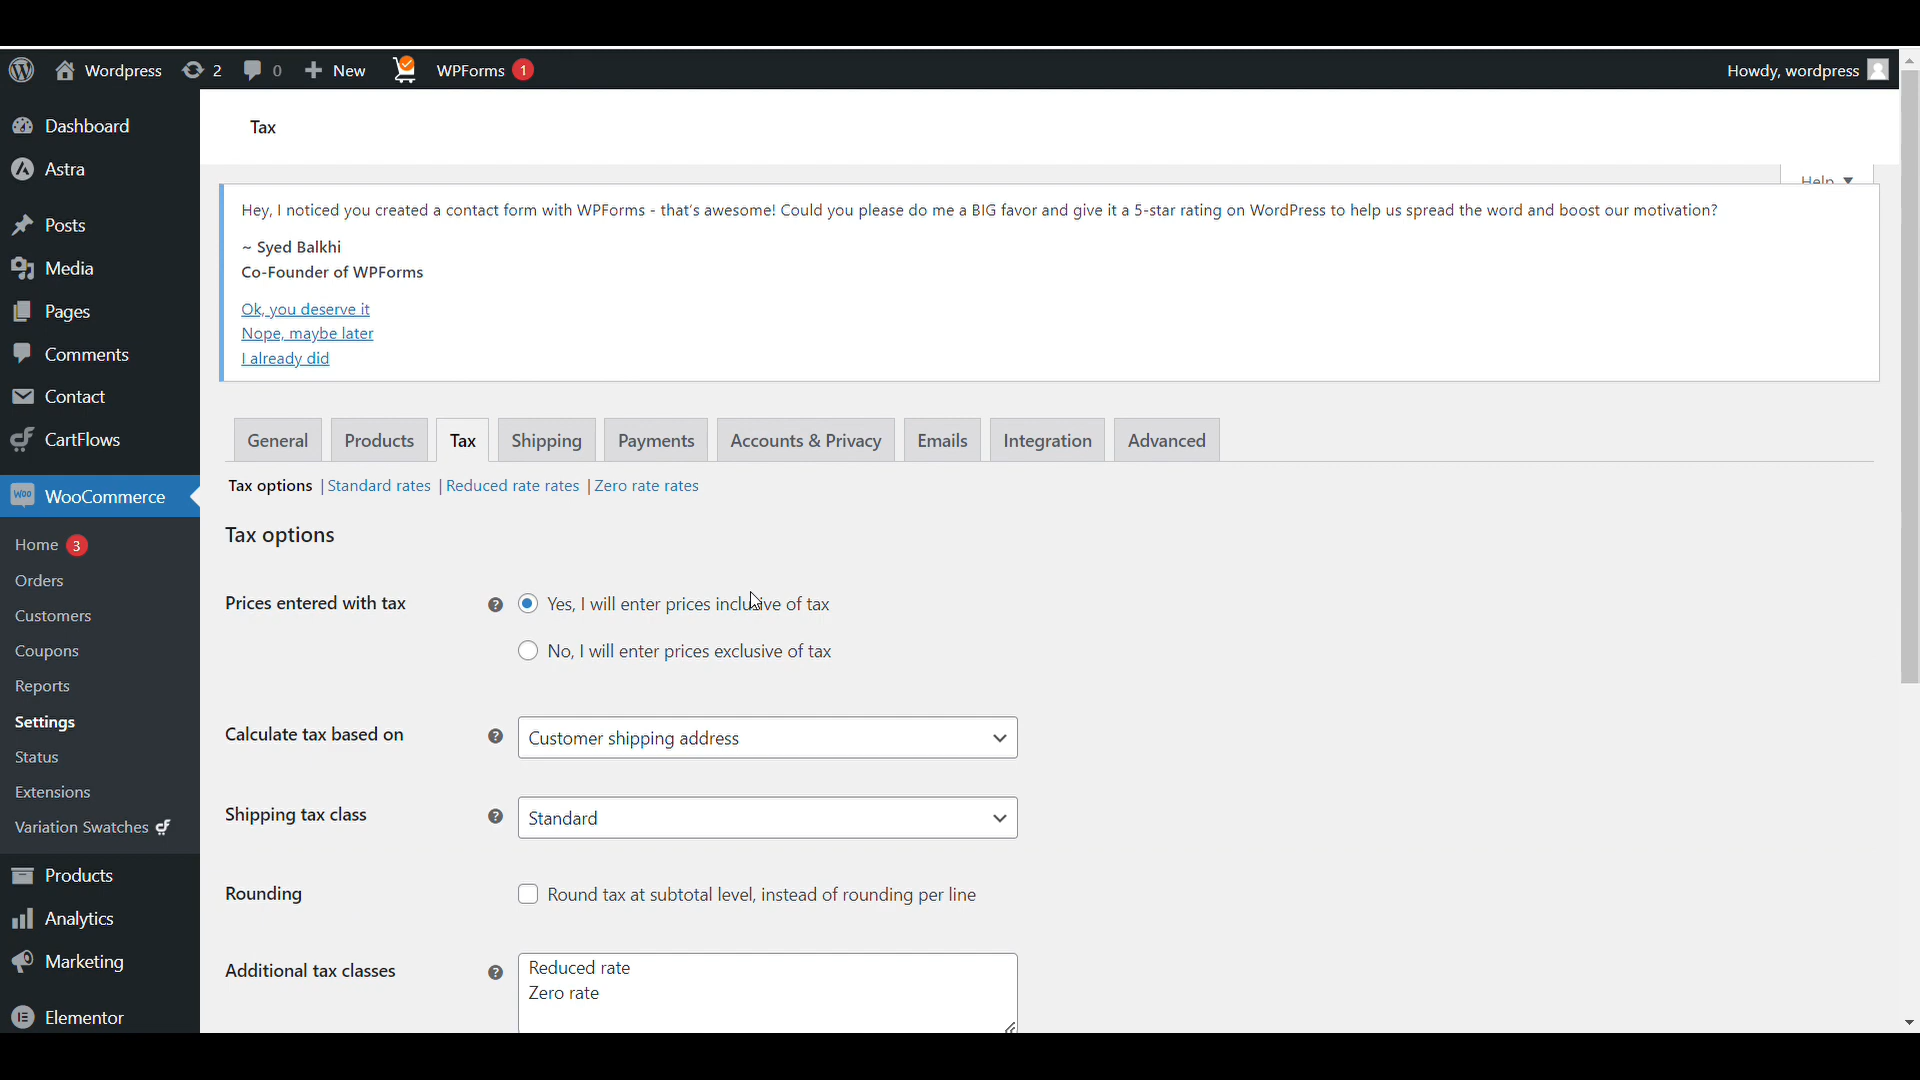 Wordpress 2 0 New WPForms 1 Howdy, wordpress
Dashboard
Astra
Posts
Media
Pages
Comments
Contact
CartFlows
WooCommerce
Home 3
Orders
Customers
Coupons
Reports
Settings
Status
Extensions
Variation Swatches
Products
Analytics
Marketing
Elementor
Tax
Help
Hey, I noticed you created a contact form with WPForms - that's awesome! Could you please do me a BIG favor and give it a 5-star rating on WordPress to help us spread the word and boost our motivation?
~ Syed Balkhi
Co-Founder of WPForms
Ok, you deserve it
Nope, maybe later
I already did
General Products Tax Shipping Payments Accounts & Privacy Emails Integration Advanced
Tax options | Standard rates | Reduced rate rates | Zero rate rates
Tax options
Prices entered with tax ? Yes, I will enter prices inclusive of tax
No, I will enter prices exclusive of tax
Calculate tax based on ? Customer shipping address
Shipping tax class ? Standard
Rounding Round tax at subtotal level, instead of rounding per line
Additional tax classes ? Reduced rate
Zero rate